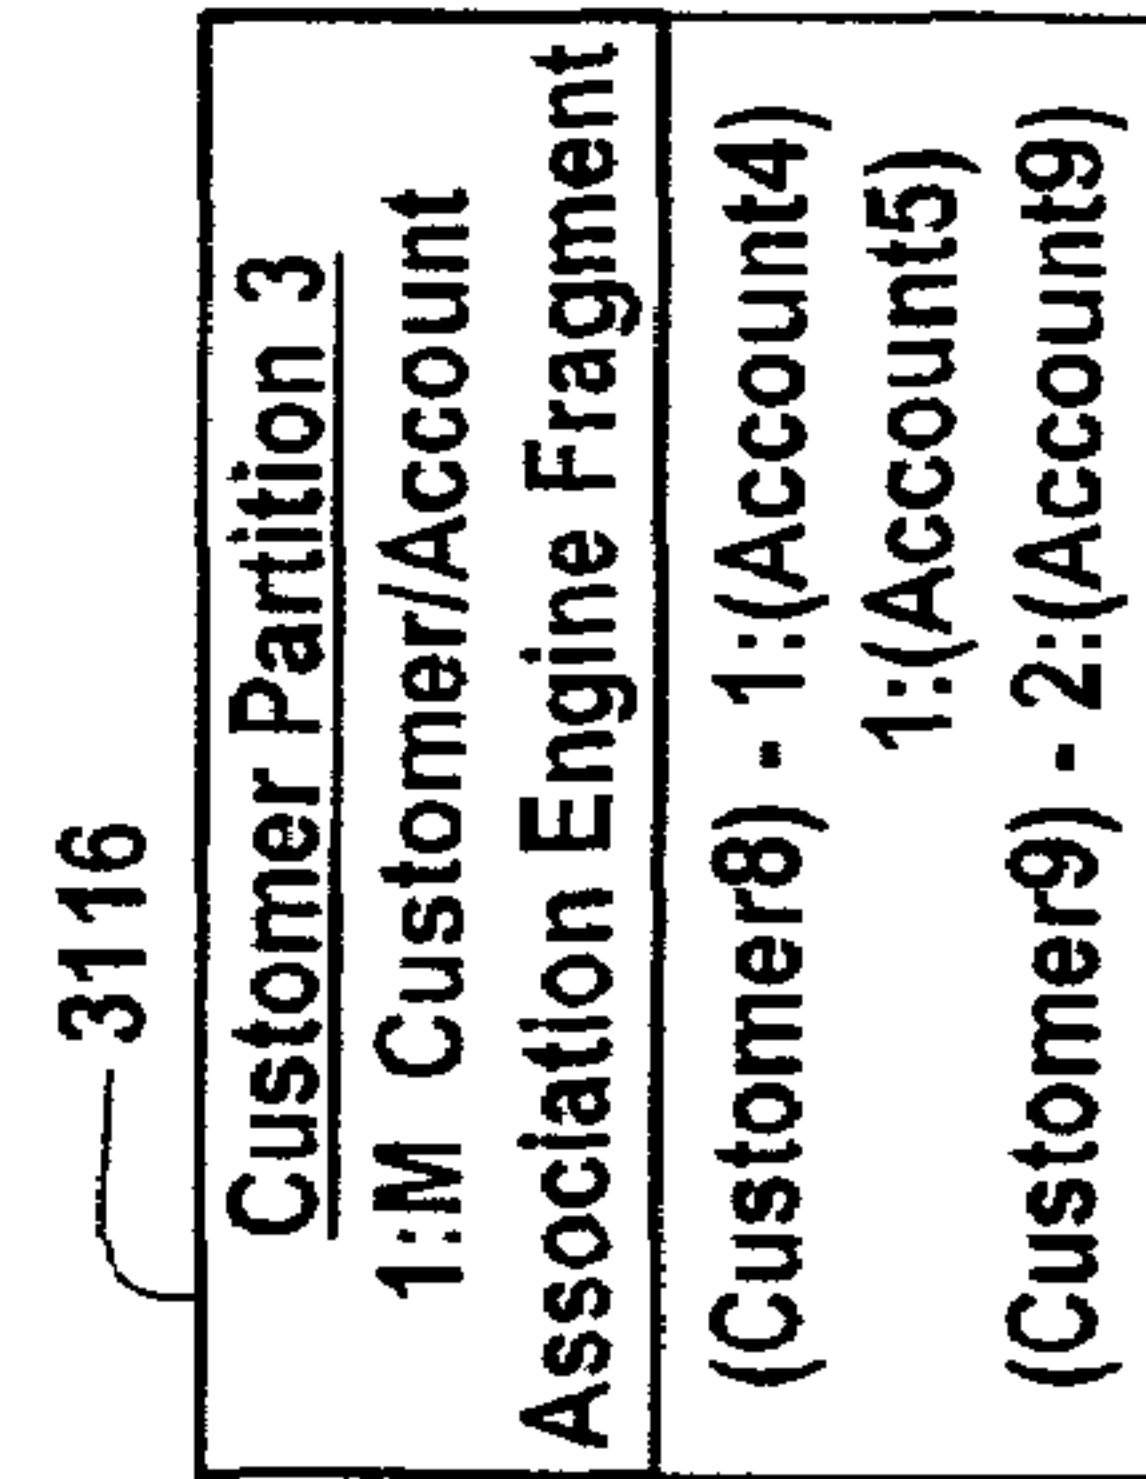 3116
Customer Partition 3
1:M Customer/Account
Association Engine Fragment
(Customer8) - 1:(Account4)
1:(Account5)
(Customer9) - 2:(Account9)